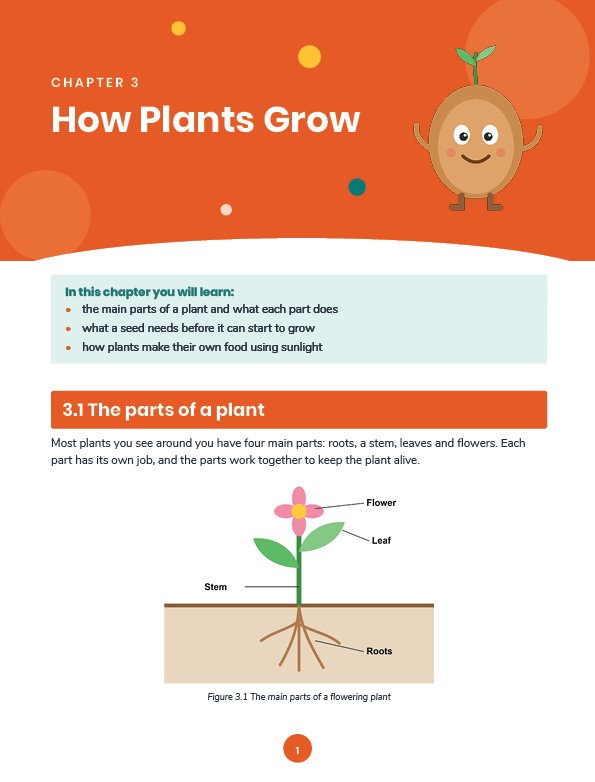 CHAPTER 3
How Plants Grow
In this chapter you will learn:
• the main parts of a plant and what each part does
• what a seed needs before it can start to grow
• how plants make their own food using sunlight
3.1 The parts of a plant
Most plants you see around you have four main parts: roots, a stem, leaves and flowers. Each
part has its own job, and the parts work together to keep the plant alive.
Flower
Leaf
Stem
Roots
Figure 3.1 The main parts of a flowering plant
1